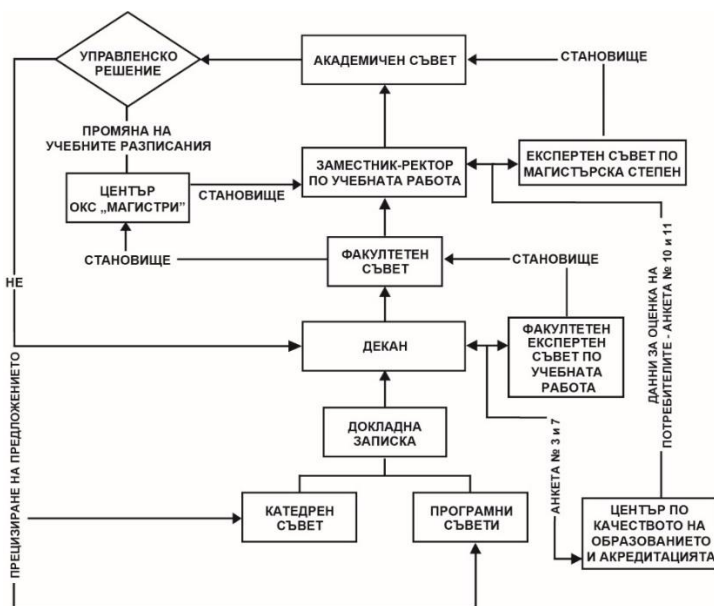 УПРАВЛЕНСКО
РЕШЕНИЕ
АКАДЕМИЧЕН СЪВЕТ
СТАНОВИЩЕ
ПРОМЯНА НА
УЧЕБНИТЕ РАЗПИСАНИЯ
ЗАМЕСТНИК-РЕКТОР
ПО УЧЕБНАТА РАБОТА
ЕКСПЕРТЕН СЪВЕТ ПО
МАГИСТЪРСКА СТЕПЕН
ЦЕНТЪР
ОКС „МАГИСТРИ”
СТАНОВИЩЕ
СТАНОВИЩЕ
ФАКУЛТЕТЕН
СЪВЕТ
СТАНОВИЩЕ
НЕ
ДЕКАН
ФАКУЛТЕТЕН
ЕКСПЕРТЕН
СЪВЕТ ПО
УЧЕБНАТА
РАБОТА
ДАННИ ЗА ОЦЕНКА НА
ПОТРЕБИТЕЛИТЕ - АНКЕТА № 10 и 11
ПРЕЦИЗИРАНЕ НА ПРЕДЛОЖЕНИЕТО
ДОКЛАДНА
ЗАПИСКА
АНКЕТА № 3 и 7
КАТЕДРЕН
СЪВЕТ
ПРОГРАМНИ
СЪВЕТИ
ЦЕНТЪР ПО
КАЧЕСТВОТО НА
ОБРАЗОВАНИЕТО
И АКРЕДИТАЦИЯТА